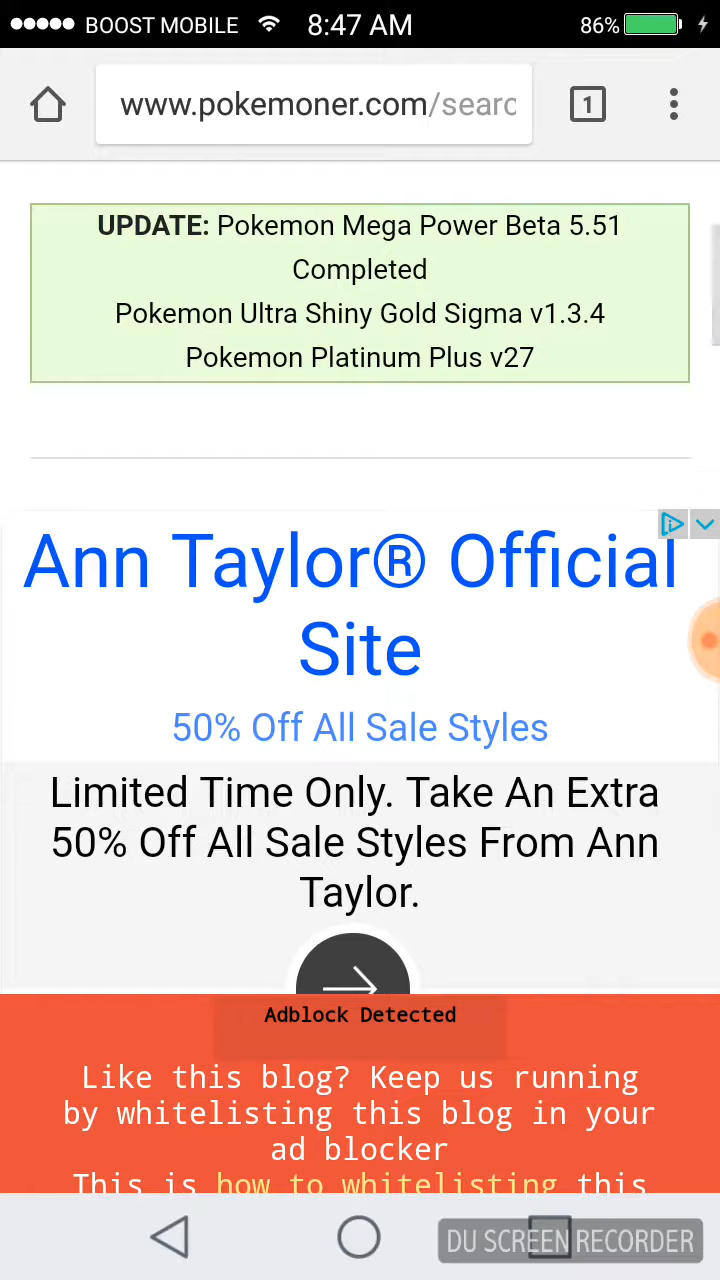 BOOST MOBILE 8:47 AM 86%
www.pokemoner.com/searc
1
UPDATE: Pokemon Mega Power Beta 5.51
Completed
Pokemon Ultra Shiny Gold Sigma v1.3.4
Pokemon Platinum Plus v27
Ann Taylor® Official
Site
50% Off All Sale Styles
Limited Time Only. Take An Extra
50% Off All Sale Styles From Ann
Taylor.
Adblock Detected
Like this blog? Keep us running
by whitelisting this blog in your
ad blocker
This is how to whitelisting this
DU SCREEN RECORDER